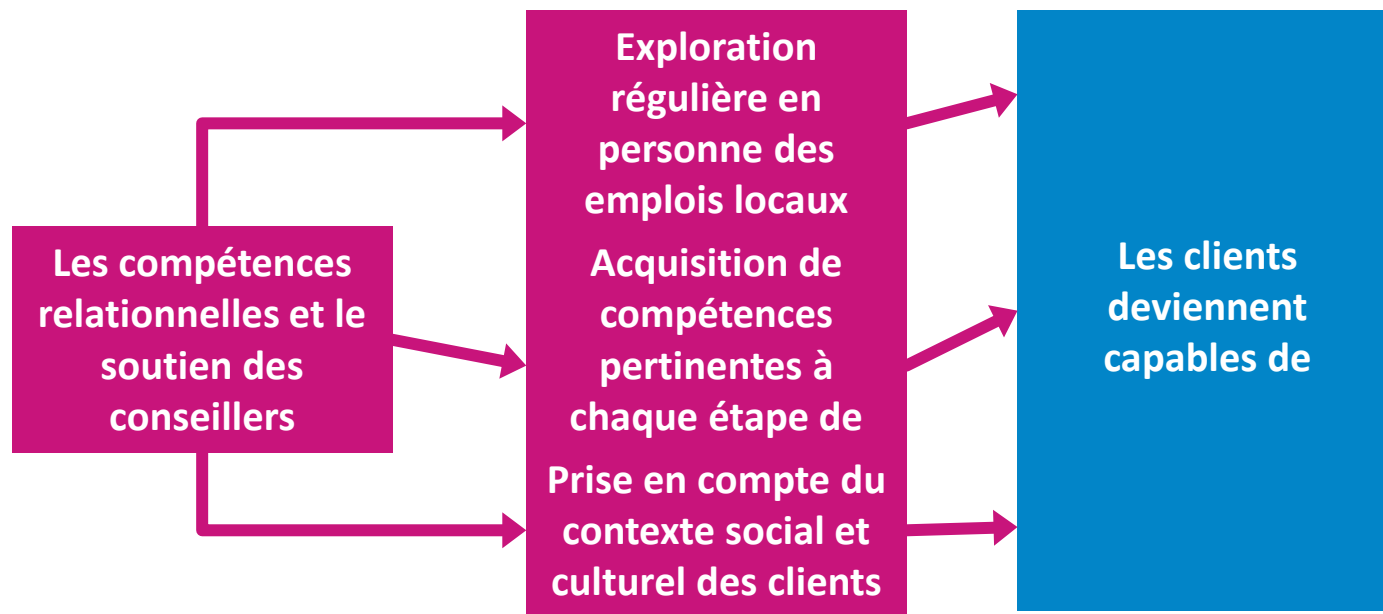 Les compétences
relationnelles et le
soutien des
conseillers
Exploration
régulière en
personne des
emplois locaux
Acquisition de
compétences
pertinentes à
chaque étape de
Prise en compte du
contexte social et
culturel des clients
Les clients
deviennent
capables de